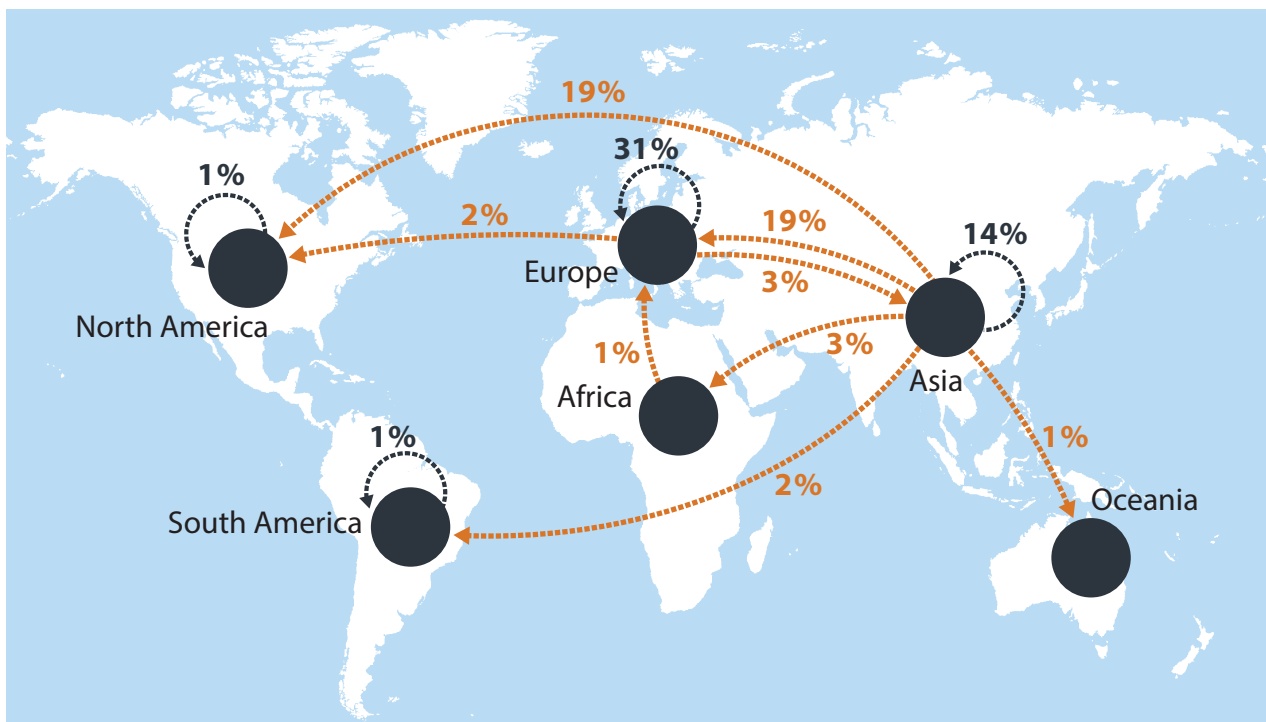 19%
31%
1%
2%
19%
14%
Europe
3%
North America
3%
1%
Asia
Africa
1%
1%
2%
Oceania
South America